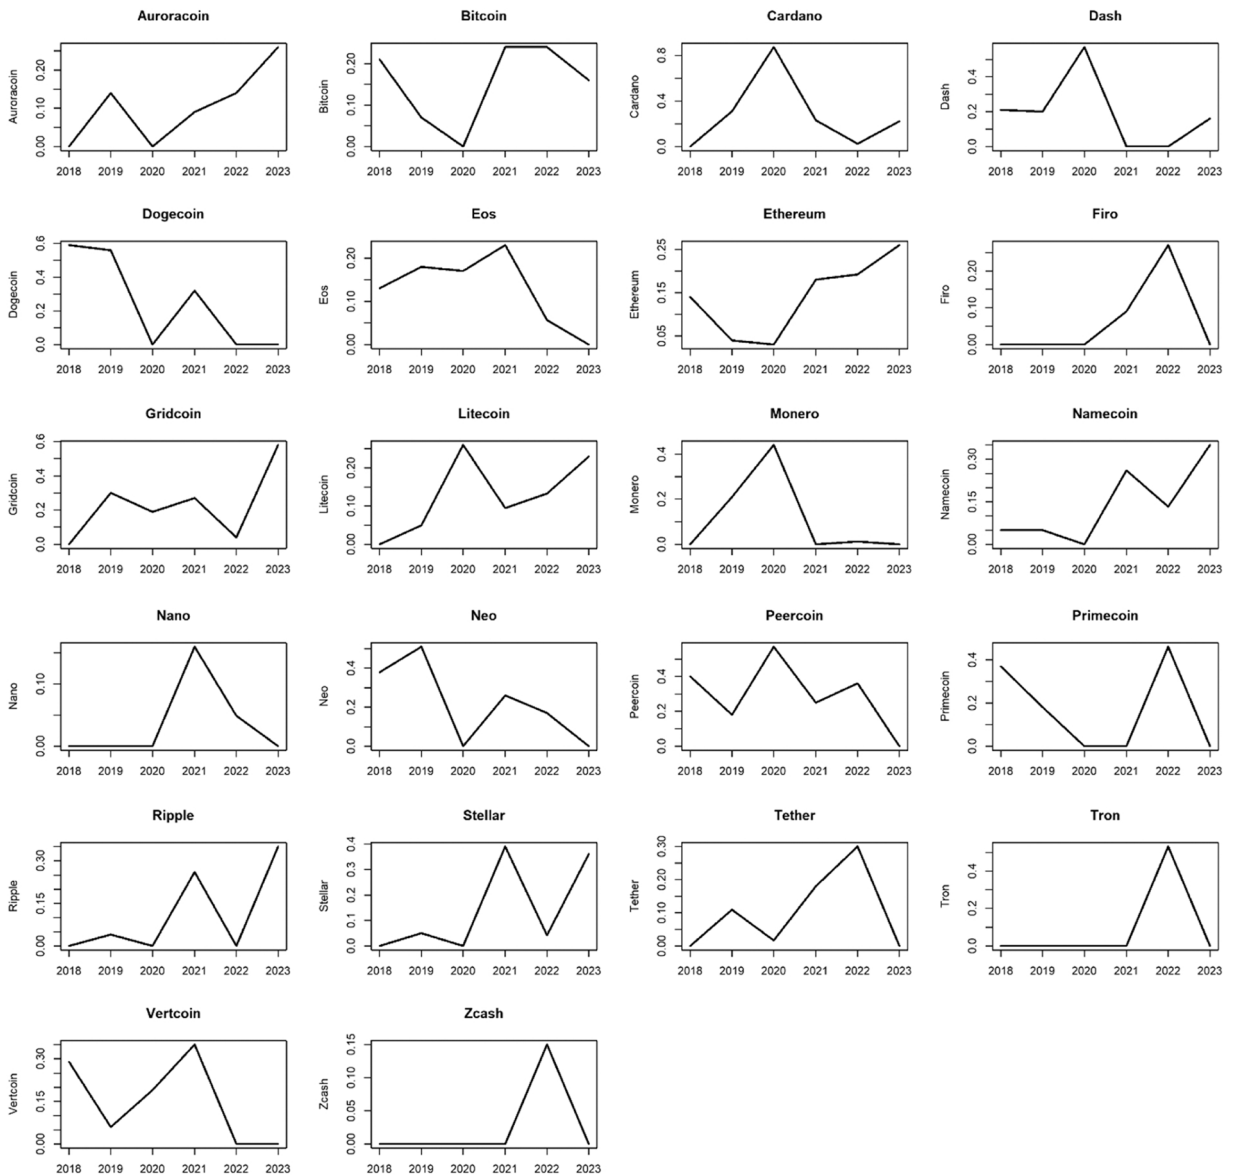 Auroracoin
Auroracoin
0.20
0.10
0.00
2018 2019 2020 2021 2022 2023
Bitcoin
Bitcoin
0.20
0.10
0.00
2018 2019 2020 2021 2022 2023
Cardano
Cardano
0.8
0.4
0.0
2018 2019 2020 2021 2022 2023
Dash
Dash
0.4
0.2
0.0
2018 2019 2020 2021 2022 2023
Dogecoin
Dogecoin
0.6
0.4
0.2
0.0
2018 2019 2020 2021 2022 2023
Eos
Eos
0.20
0.10
0.00
2018 2019 2020 2021 2022 2023
Ethereum
Ethereum
0.25
0.15
0.05
2018 2019 2020 2021 2022 2023
Firo
Firo
0.20
0.10
0.00
2018 2019 2020 2021 2022 2023
Gridcoin
Gridcoin
0.6
0.4
0.2
0.0
2018 2019 2020 2021 2022 2023
Litecoin
Litecoin
0.20
0.10
0.00
2018 2019 2020 2021 2022 2023
Monero
Monero
0.4
0.2
0.0
2018 2019 2020 2021 2022 2023
Namecoin
Namecoin
0.30
0.15
0.00
2018 2019 2020 2021 2022 2023
Nano
Nano
0.10
0.00
2018 2019 2020 2021 2022 2023
Neo
Neo
0.4
0.2
0.0
2018 2019 2020 2021 2022 2023
Peercoin
Peercoin
0.4
0.2
0.0
2018 2019 2020 2021 2022 2023
Primecoin
Primecoin
0.4
0.2
0.0
2018 2019 2020 2021 2022 2023
Ripple
Ripple
0.30
0.15
0.00
2018 2019 2020 2021 2022 2023
Stellar
Stellar
0.4
0.3
0.2
0.1
0.0
2018 2019 2020 2021 2022 2023
Tether
Tether
0.30
0.20
0.10
0.00
2018 2019 2020 2021 2022 2023
Tron
Tron
0.4
0.2
0.0
2018 2019 2020 2021 2022 2023
Vertcoin
Vertcoin
0.30
0.15
0.00
2018 2019 2020 2021 2022 2023
Zcash
Zcash
0.15
0.10
0.05
0.00
2018 2019 2020 2021 2022 2023